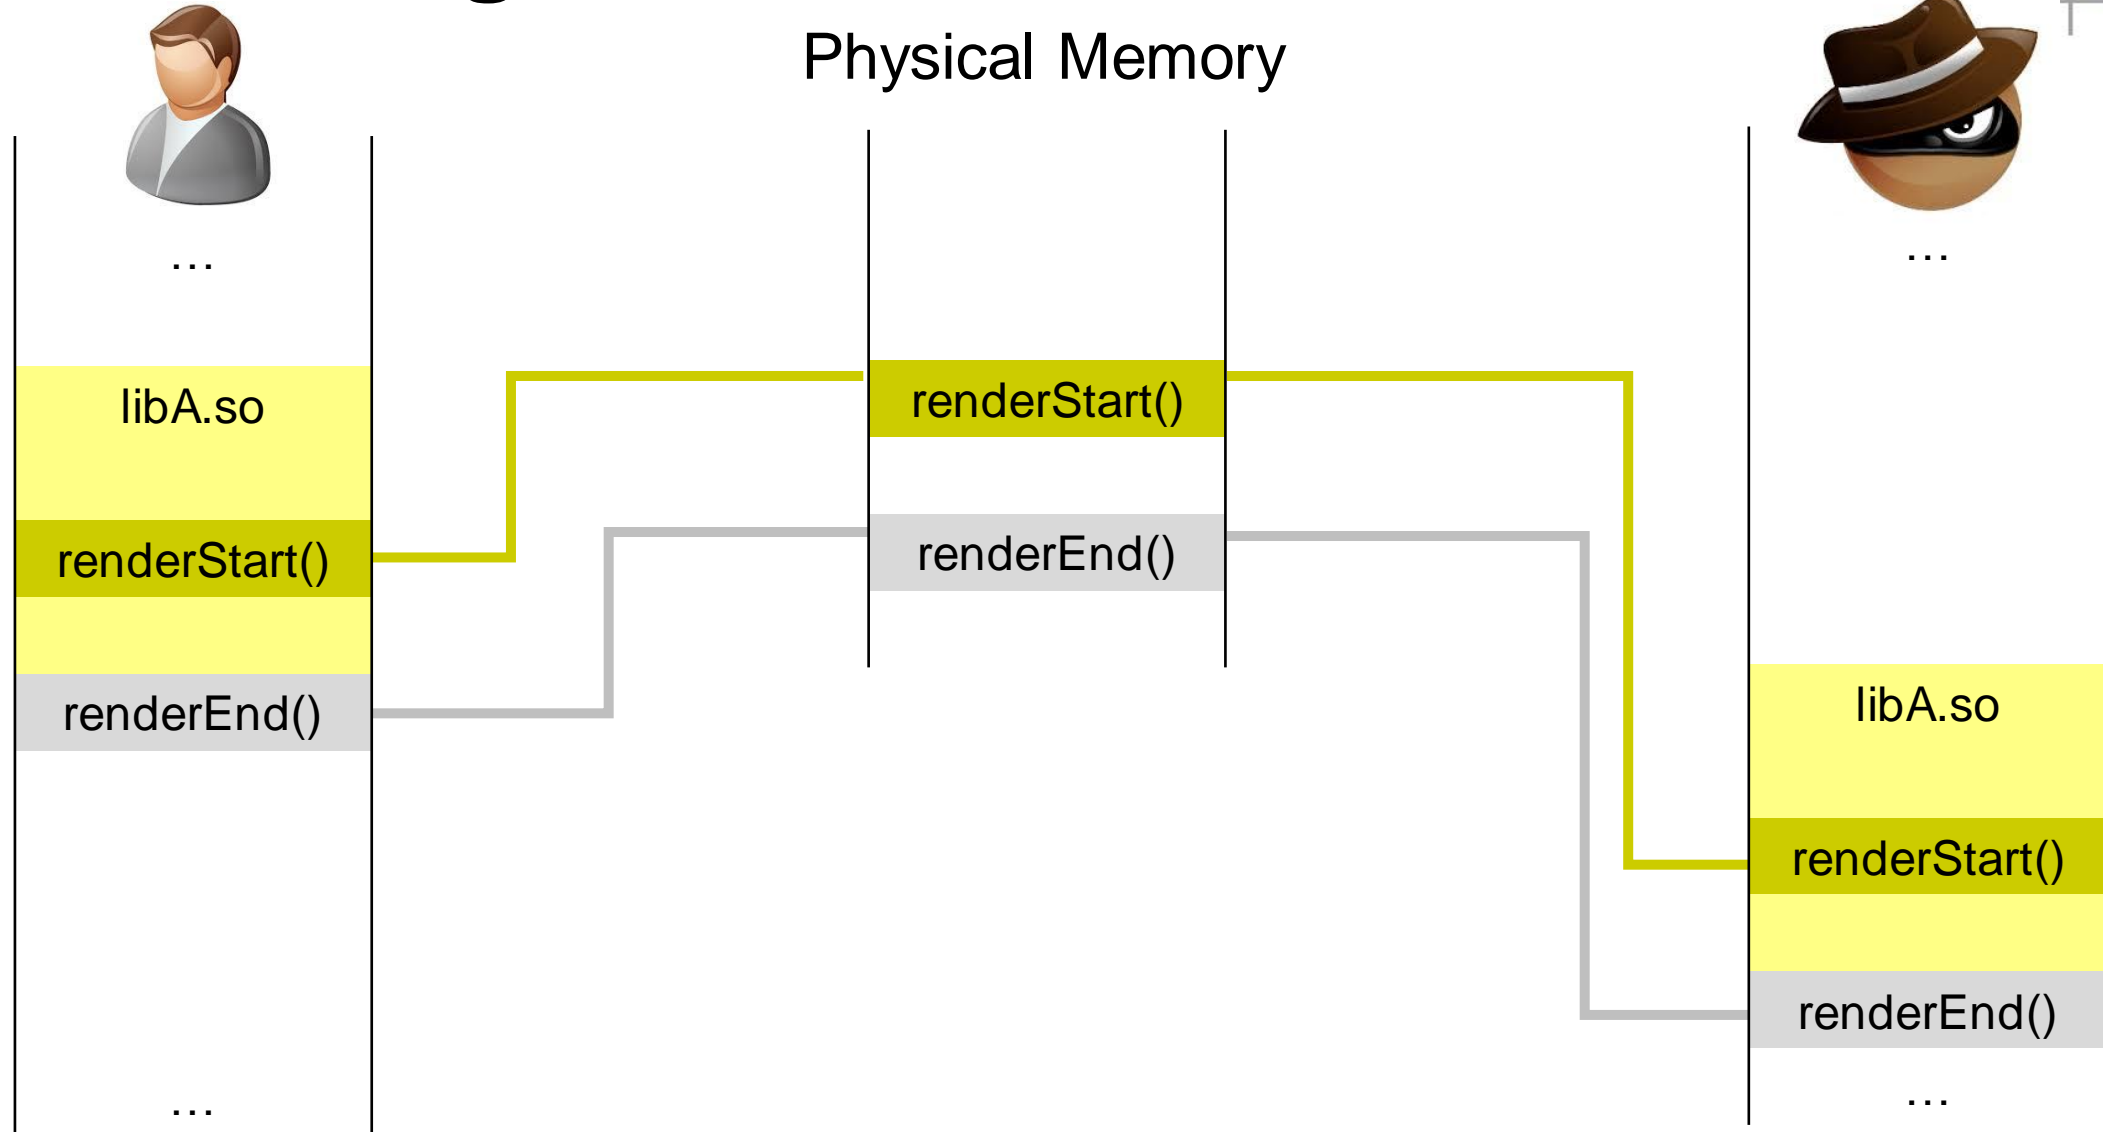 Physical Memory
...
libA.so
renderStart()
renderEnd()
...
renderStart()
renderEnd()
...
libA.so
renderStart()
renderEnd()
...